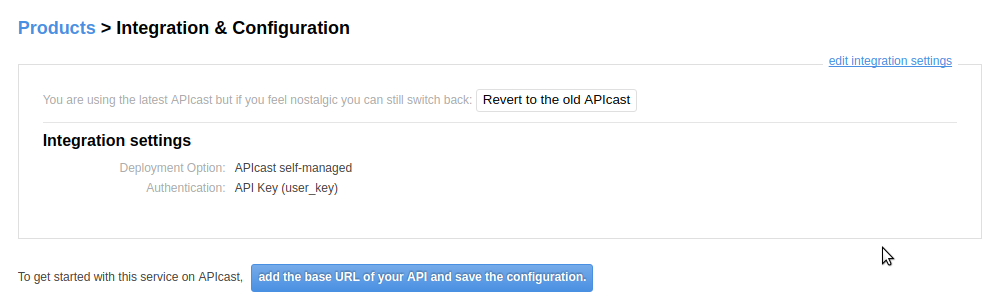 Products > Integration & Configuration
edit integration settings
You are using the latest APIcast but if you feel nostalgic you can still switch back: Revert to the old APIcast
Integration settings
Deployment Option: APIcast self-managed
Authentication: API Key (user_key)
To get started with this service on APIcast, add the base URL of your API and save the configuration.